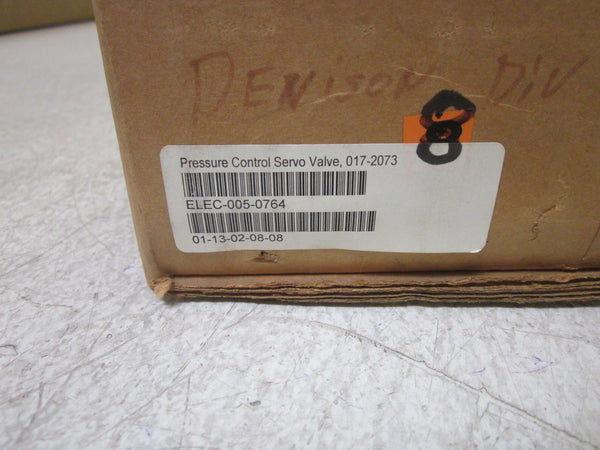 DENISON DIV
8
Pressure Control Servo Valve, 017-2073
ELEC-005-0764
01-13-02-08-08